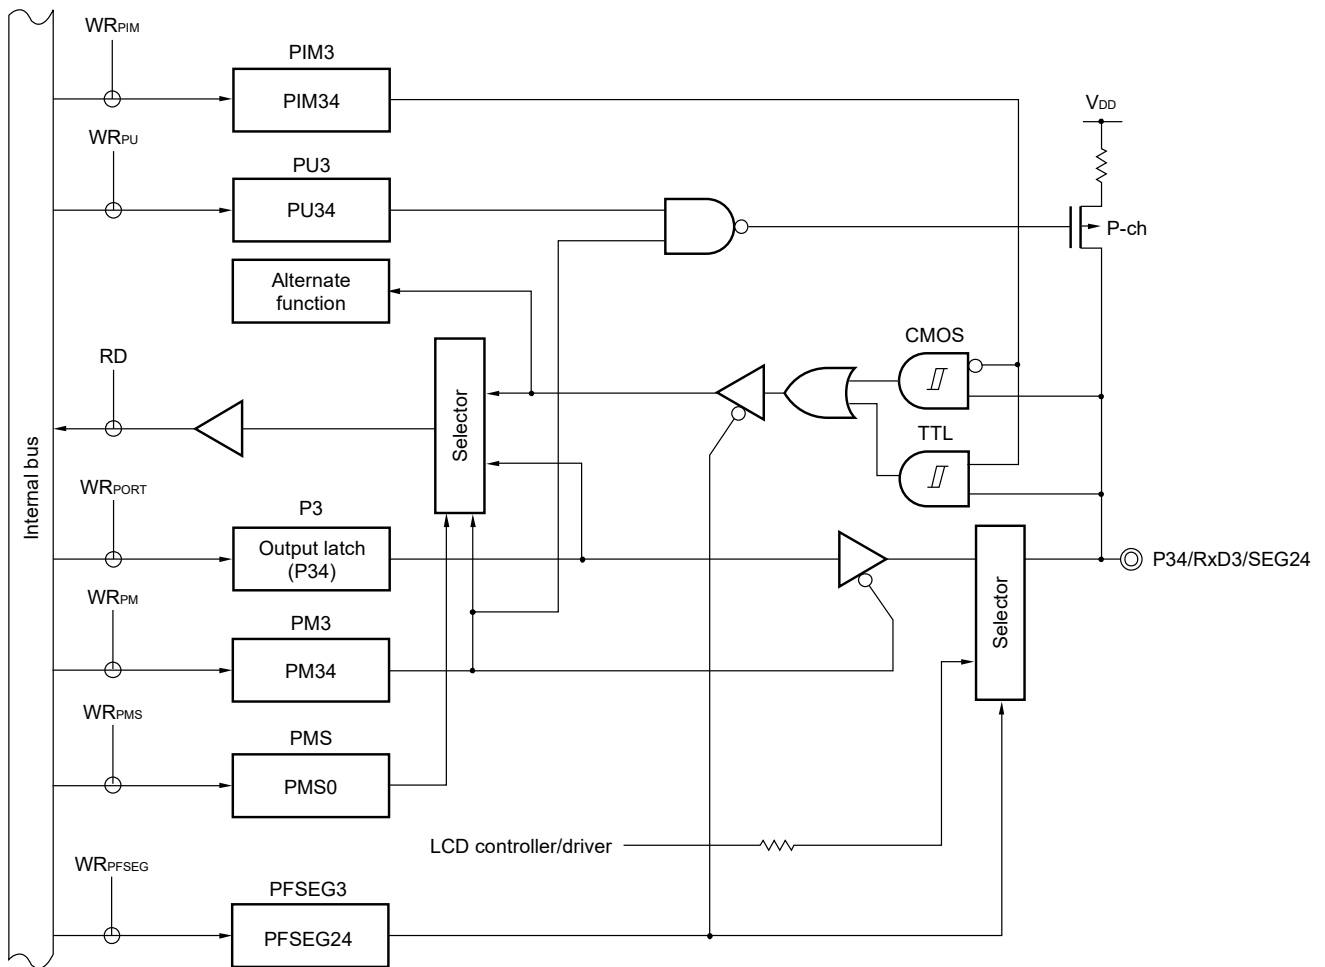 WRPIM
PIM3
PIM34
VDD
WRPU
PU3
PU34
P-ch
Alternate
function
CMOS
RD
Selector
TTL
Internal bus
WRPORT
P3
Output latch
(P34)
P34/RxD3/SEG24
Selector
WRPM
PM3
PM34
WRPMS
PMS
PMS0
LCD controller/driver
WRPFSEG
PFSEG3
PFSEG24